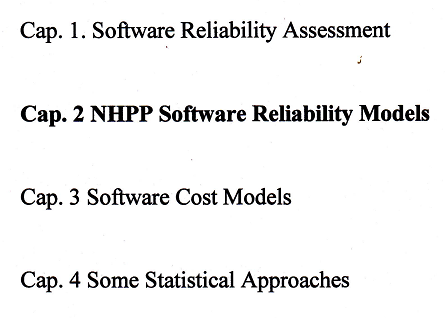 Cap. 1. Software Reliability Assessment
Cap. 2 NHPP Software Reliability Models
Cap. 3 Software Cost Models
Cap. 4 Some Statistical Approaches